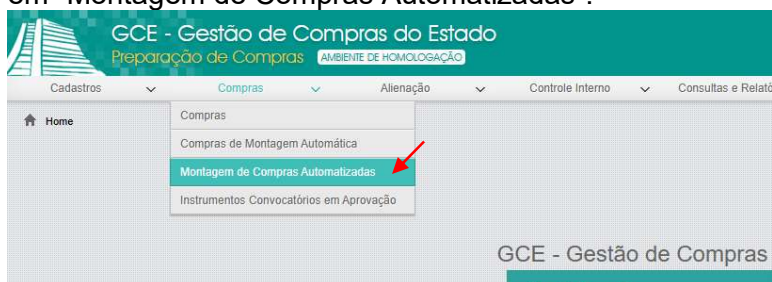 em "Montagem de Compras Automatizadas".
GCE - Gestão de Compras do Estado
Preparação de Compras AMBIENTE DE HOMOLOGAÇÃO
Cadastros Compras Alienação Controle Interno Consultas e Relató
Home
Compras
Compras de Montagem Automática
Montagem de Compras Automatizadas
Instrumentos Convocatórios em Aprovação
GCE - Gestão de Compras